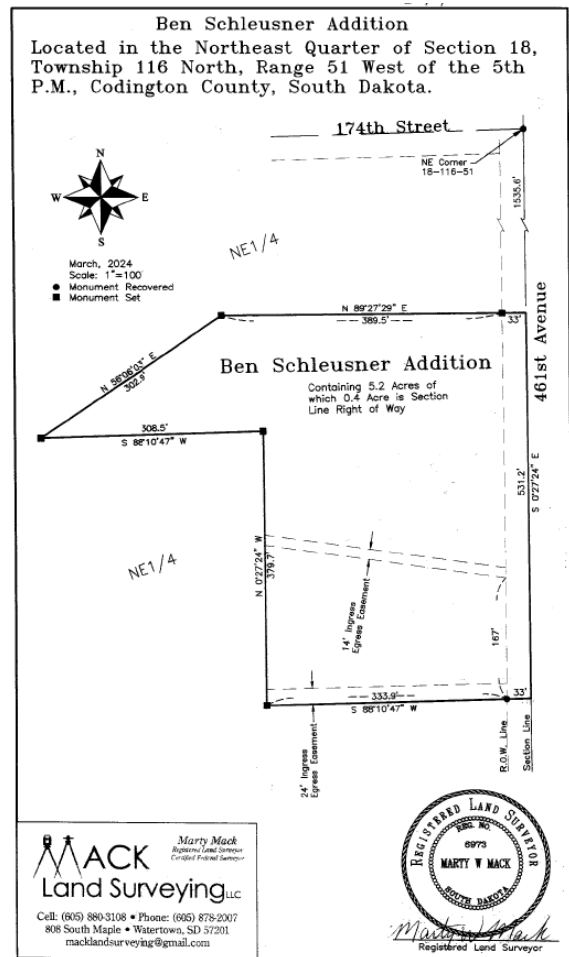 Ben Schleusner Addition
Located in the Northeast Quarter of Section 18,
Township 116 North, Range 51 West of the 5th
P.M., Codington County, South Dakota.
174th Street
NE Corner
18-116-51
1535.6'
N
W
E
S
NE1/4
March, 2024
Scale: 1"=100'
Monument Recovered
Monument Set
N 89°27'29" E
389.5'
33'
461st Avenue
N 56°06'03" E
302.9'
Ben Schleusner Addition
Containing 5.2 Acres of
which 0.4 Acre is Section
Line Right of Way
308.5'
S 88°10'47" W
531.2'
S 0°27'24" E
N 0°27'24" W
379.7'
NE1/4
14' Ingress
Egress Easement
167'
333.9'
33'
S 88°10'47" W
24' Ingress
Egress Easement
R.O.W. Line
Section Line
MACK
Land Surveying LLC
Marty Mack
Registered Land Surveyor
Certified Federal Surveyor
Cell: (605) 880-3108 • Phone: (605) 878-2007
808 South Maple • Watertown, SD 57201
macklandsurveying@gmail.com
REGISTERED LAND SURVEYOR
REG. NO.
6973
MARTY W MACK
SOUTH DAKOTA
Marty W Mack
Registered Land Surveyor